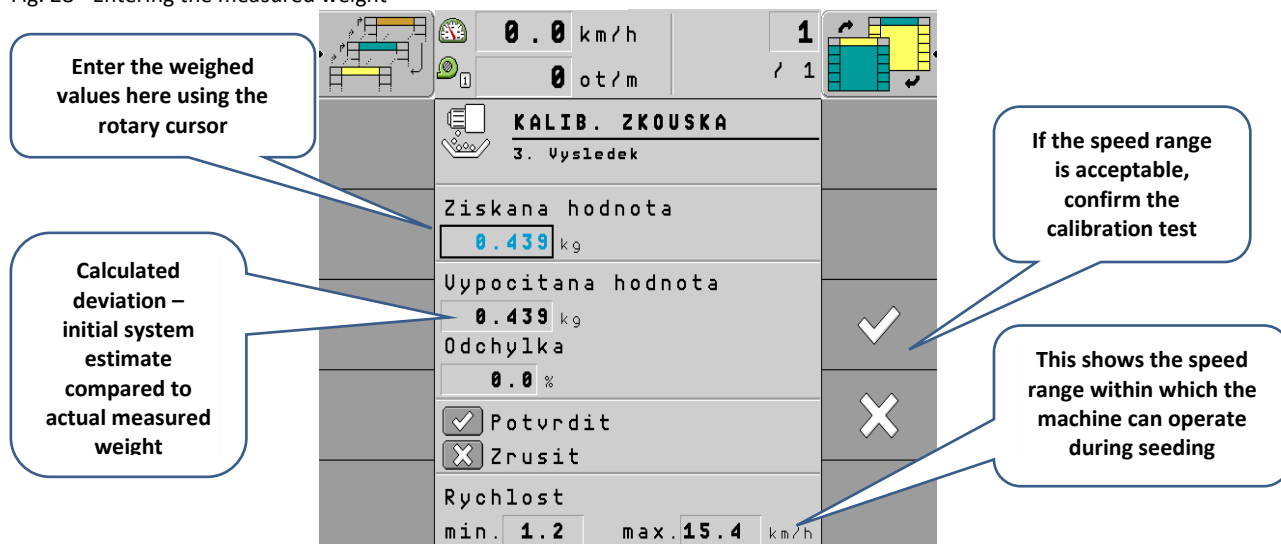 Fig. 28 - Entering the measured weight
Enter the weighed
values here using the
rotary cursor
Calculated
deviation –
initial system
estimate
compared to
actual measured
weight
0.0 km/h
1
0 ot/m
/ 1
1
KALIB. ZKOUSKA
3. Vysledek
Ziskana hodnota
0.439 kg
Vypocitana hodnota
0.439 kg
Odchylka
0.0 %
Potvrdit
Zrusit
Rychlost
min. 1.2 max. 15.4 km/h
If the speed range
is acceptable,
confirm the
calibration test
This shows the speed
range within which the
machine can operate
during seeding